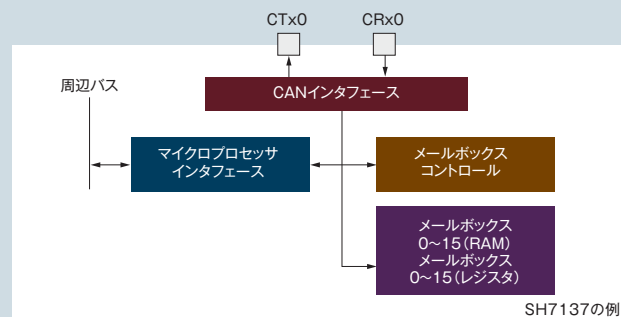 CTx0
CRx0
周辺バス
CANインタフェース
マイクロプロセッサ
インタフェース
メールボックス
コントロール
メールボックス
0~15(RAM)
メールボックス
0~15(レジスタ)
SH7137の例